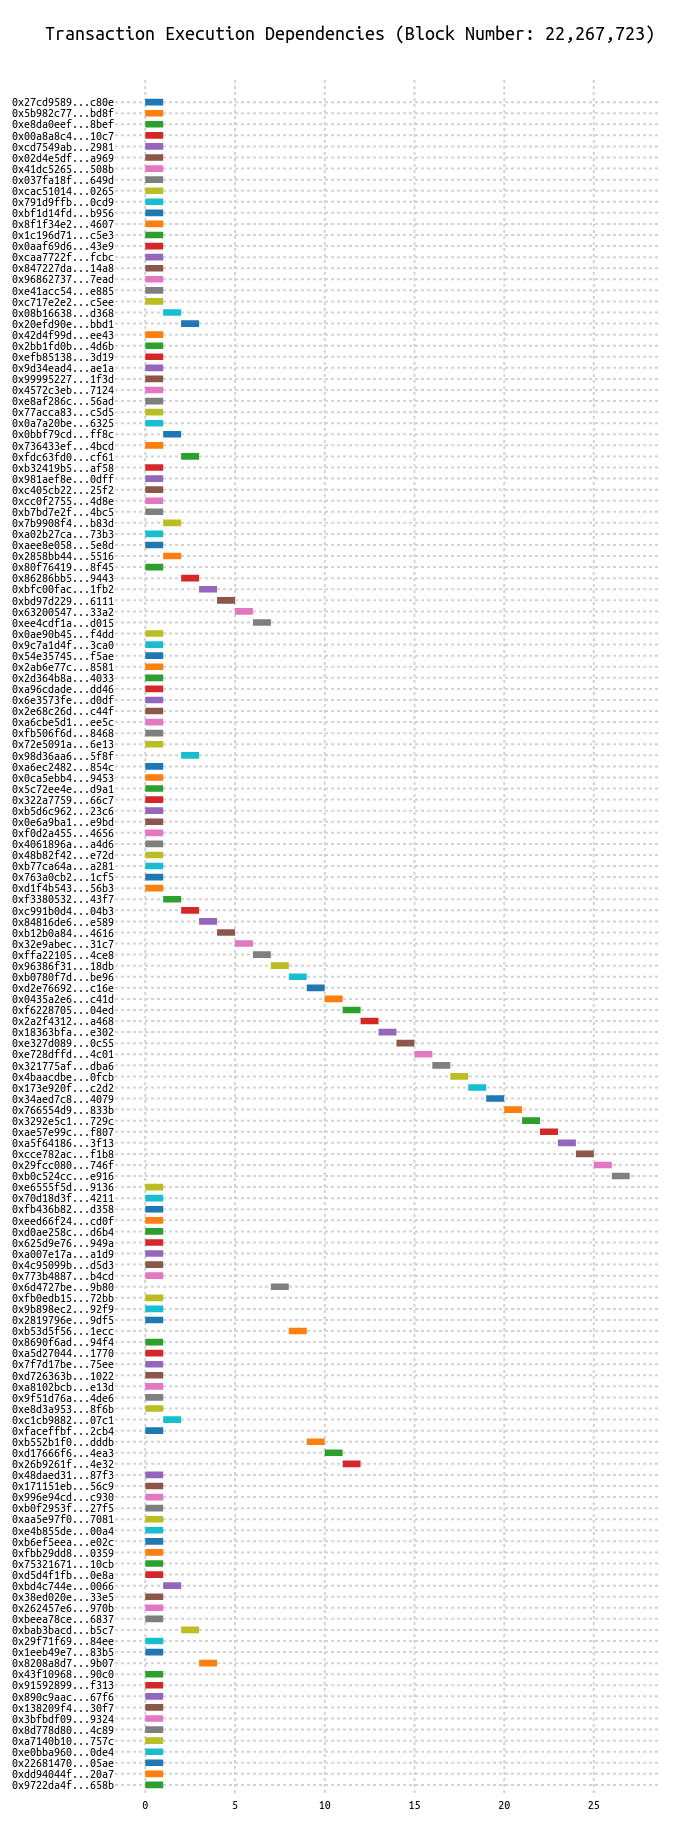 Transaction Execution Dependencies (Block Number: 22,267,723)
0x27cd9589...c80e
0x5b982c77...bd8f
0xe8da0eef...8bef
0x00a8a8c4...10c7
0xcd7549ab...2981
0x02d4e5df...a969
0x41dc5265...508b
0x037fa18f...649d
0xcac51014...0265
0x791d9ffb...0cd9
0xbf1d14fd...b956
0x8f1f34e2...4607
0x1c196d71...c5e3
0x0aaf69d6...43e9
0xcaa7722f...fcbc
0x847227da...14a8
0x96862737...7ead
0xe41acc54...e885
0xc717e2e2...c5ee
0x08b16638...d368
0x20efd90e...bbd1
0x42d4f99d...ee43
0x2bb1fd0b...4d6b
0xefb85138...3d19
0x9d34ead4...ae1a
0x99995227...1f3d
0x4572c3eb...7124
0xe8af286c...56ad
0x77acca83...c5d5
0x0a7a20be...6325
0x0bbf79cd...ff8c
0x736433ef...4bcd
0xfdc63fd0...cf61
0xb32419b5...af58
0x981aef8e...0dff
0xc405cb22...25f2
0xcc0f2755...4d8e
0xb7bd7e2f...4bc5
0x7b9908f4...b83d
0xa02b27ca...73b3
0xaee8e058...5e8d
0x2858bb44...5516
0x80f76419...8f45
0x86286bb5...9443
0xbfc00fac...1fb2
0xbd97d229...6111
0x63200547...33a2
0xee4cdf1a...d015
0x0ae90b45...f4dd
0x9c7a1d4f...3ca0
0x54e35745...f5ae
0x2ab6e77c...8581
0x2d364b8a...4033
0xa96cdade...dd46
0x6e3573fe...d0df
0x2e68c26d...c44f
0xa6cbe5d1...ee5c
0xfb506f6d...8468
0x72e5091a...6e13
0x98d36aa6...5f8f
0xa6ec2482...854c
0x0ca5ebb4...9453
0x5c72ee4e...d9a1
0x322a7759...66c7
0xb5d6c962...23c6
0x0e6a9ba1...e9bd
0xf0d2a455...4656
0x4061896a...a4d6
0x48b82f42...e72d
0xb77ca64a...a281
0x763a0cb2...1cf5
0xd1f4b543...56b3
0xf3380532...43f7
0xc991b0d4...04b3
0x84816de6...e589
0xb12b0a84...4616
0x32e9abec...31c7
0xffa22105...4ce8
0x96386f31...18db
0xb0780f7d...be96
0xd2e76692...c16e
0x0435a2e6...c41d
0xf6228705...04ed
0x2a2f4312...a468
0x18363bfa...e302
0xe327d089...0c55
0xe728dffd...4c01
0x321775af...dba6
0x4baacdbe...0fcb
0x173e920f...c2d2
0x34aed7c8...4079
0x766554d9...833b
0x3292e5c1...729c
0xae57e99c...f807
0xa5f64186...3f13
0xcce782ac...f1b8
0x29fcc080...746f
0xb0c524cc...e916
0xe6555f5d...9136
0x70d18d3f...4211
0xfb436b82...d358
0xeed66f24...cd0f
0xd0ae258c...d6b4
0x625d9e76...949a
0xa007e17a...a1d9
0x4c95099b...d5d3
0x773b4887...b4cd
0x6d4727be...9b80
0xfb0edb15...72bb
0x9b898ec2...92f9
0x2819796e...9df5
0xb53d5f56...1ecc
0x8690f6ad...94f4
0xa5d27044...1770
0x7f7d17be...75ee
0xd726363b...1022
0xa8102bcb...e13d
0x9f51d76a...4de6
0xe8d3a953...8f6b
0xc1cb9882...07c1
0xfaceffbf...2cb4
0xb552b1f0...dddb
0xd17666f6...4ea3
0x26b9261f...4e32
0x48daed31...87f3
0x171151eb...56c9
0x996e94cd...c930
0xb0f2953f...27f5
0xaa5e97f0...7081
0xe4b855de...00a4
0xb6ef5eea...e02c
0xfbb29dd8...0359
0x75321671...10cb
0xd5d4f1fb...0e8a
0xbd4c744e...0066
0x38ed020e...33e5
0x262457e6...970b
0xbeea78ce...6837
0xbab3bacd...b5c7
0x29f71f69...84ee
0x1eeb49e7...83b5
0x8208a8d7...9b07
0x43f10968...90c0
0x91592899...f313
0x890c9aac...67f6
0x138209f4...30f7
0x3bfbdf09...9324
0x8d778d80...4c89
0xa7140b10...757c
0xe0bba960...0de4
0x22681470...05ae
0xdd94044f...20a7
0x9722da4f...658b
0 5 10 15 20 25